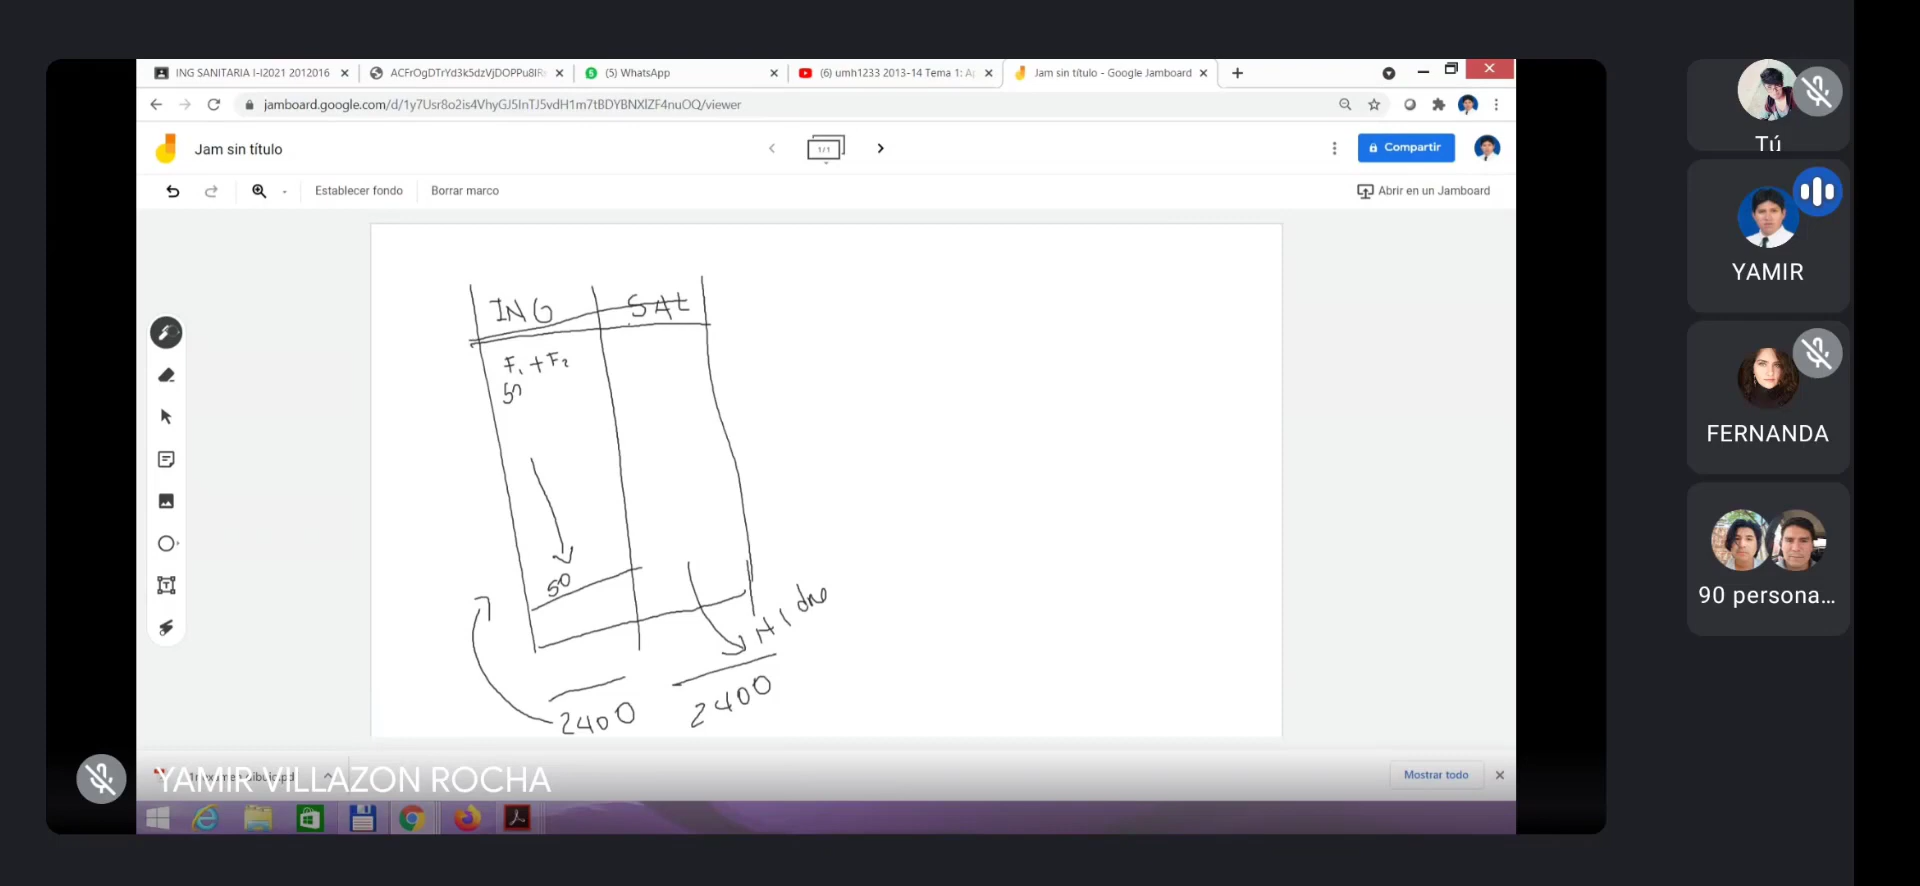 ING SANITARIA I-I2021 2012016
ACFrOgDTrYd3k5dzVjDOPPu8IR
(5) WhatsApp
(6) umh1233 2013-14 Tema 1: A
Jam sin título - Google Jamboard
jamboard.google.com/d/1y7Usr8o2is4VhyGJ5InTJ5vdH1m7tBDYBNXlZF4nuOQ/viewer
Jam sin título
1/1
Compartir
Establecer fondo
Borrar marco
Abrir en un Jamboard
ING
SAL
F₁ + F₂
50
50
2400
2400
YAMIR VILLAZON ROCHA
Mostrar todo
Tú
YAMIR
FERNANDA
90 persona...